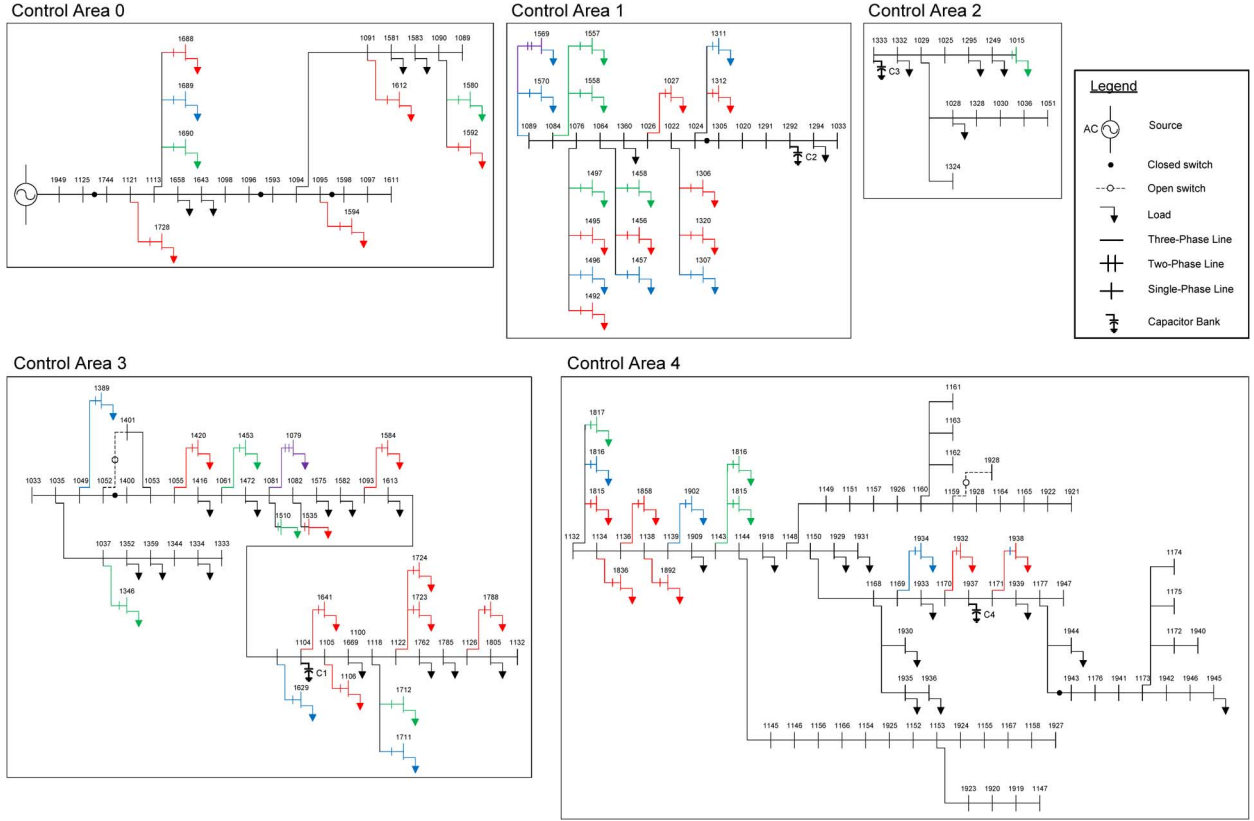 Control Area 0
1688
1091 1581 1583 1090 1089
1689
1612
1580
1690
1592
1949 1125 1744 1121 1113 1658 1643 1098 1096 1593 1094 1095 1598 1097 1611
1728
1594
Control Area 1
1569 1557 1311
1570 1558 1027 1312
1089 1084 1076 1064 1360 1026 1022 1024 1305 1020 1291 1292 1294 1033
C2
1497 1458 1306
1495 1456 1320
1496 1457 1307
1492
Control Area 2
1333 1332 1029 1025 1295 1249 1015
C3
1028 1328 1030 1036 1051
1324
Legend
AC Source
Closed switch
Open switch
Load
Three-Phase Line
Two-Phase Line
Single-Phase Line
Capacitor Bank
Control Area 3
1389
1401
1420 1453 1079 1584
1033 1035 1049 1052 1400 1053 1055 1416 1061 1472 1081 1082 1575 1582 1093 1613
1510 1535
1037 1352 1359 1344 1334 1333
1346
1724
1641 1723 1788
1100
1104 1105 1669 1118 1122 1762 1785 1126 1805 1132
C1
1629 1106 1712
1711
Control Area 4
1817
1161
1816
1163
1816
1162 1928
1815 1858 1902 1815
1149 1151 1157 1926 1160 1159 1928 1164 1165 1922 1921
1132 1134 1136 1138 1139 1909 1143 1144 1918 1148 1150 1929 1931
1934 1932 1938
1836 1892
1174
1168 1169 1933 1170 1937 1171 1939 1177 1947
C4
1175
1930
1944
1172 1940
1935 1936
1943 1176 1941 1173 1942 1946 1945
1145 1146 1156 1166 1154 1925 1152 1153 1924 1155 1167 1158 1927
1923 1920 1919 1147